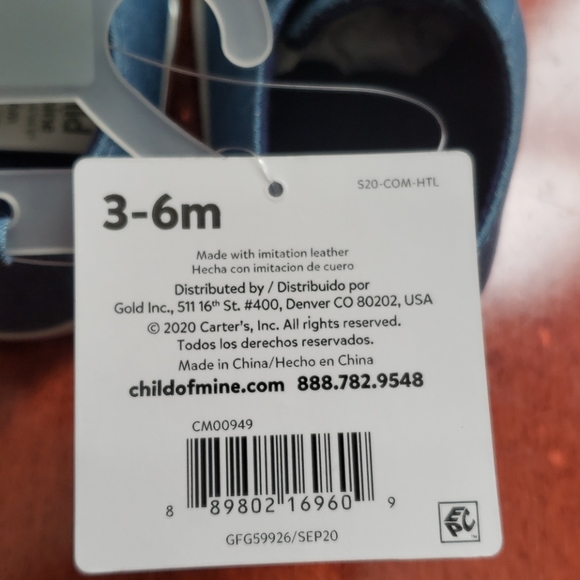 S20-COM-HTL
3-6m
Made with imitation leather
Hecha con imitacion de cuero
Distributed by / Distribuido por
Gold Inc., 511 16th St. #400, Denver CO 80202, USA
© 2020 Carter's, Inc. All rights reserved.
Todos los derechos reservados.
Made in China/Hecho en China
childofmine.com 888.782.9548
CM00949
8 89802 16960 9
GFG59926/SEP20
EPC